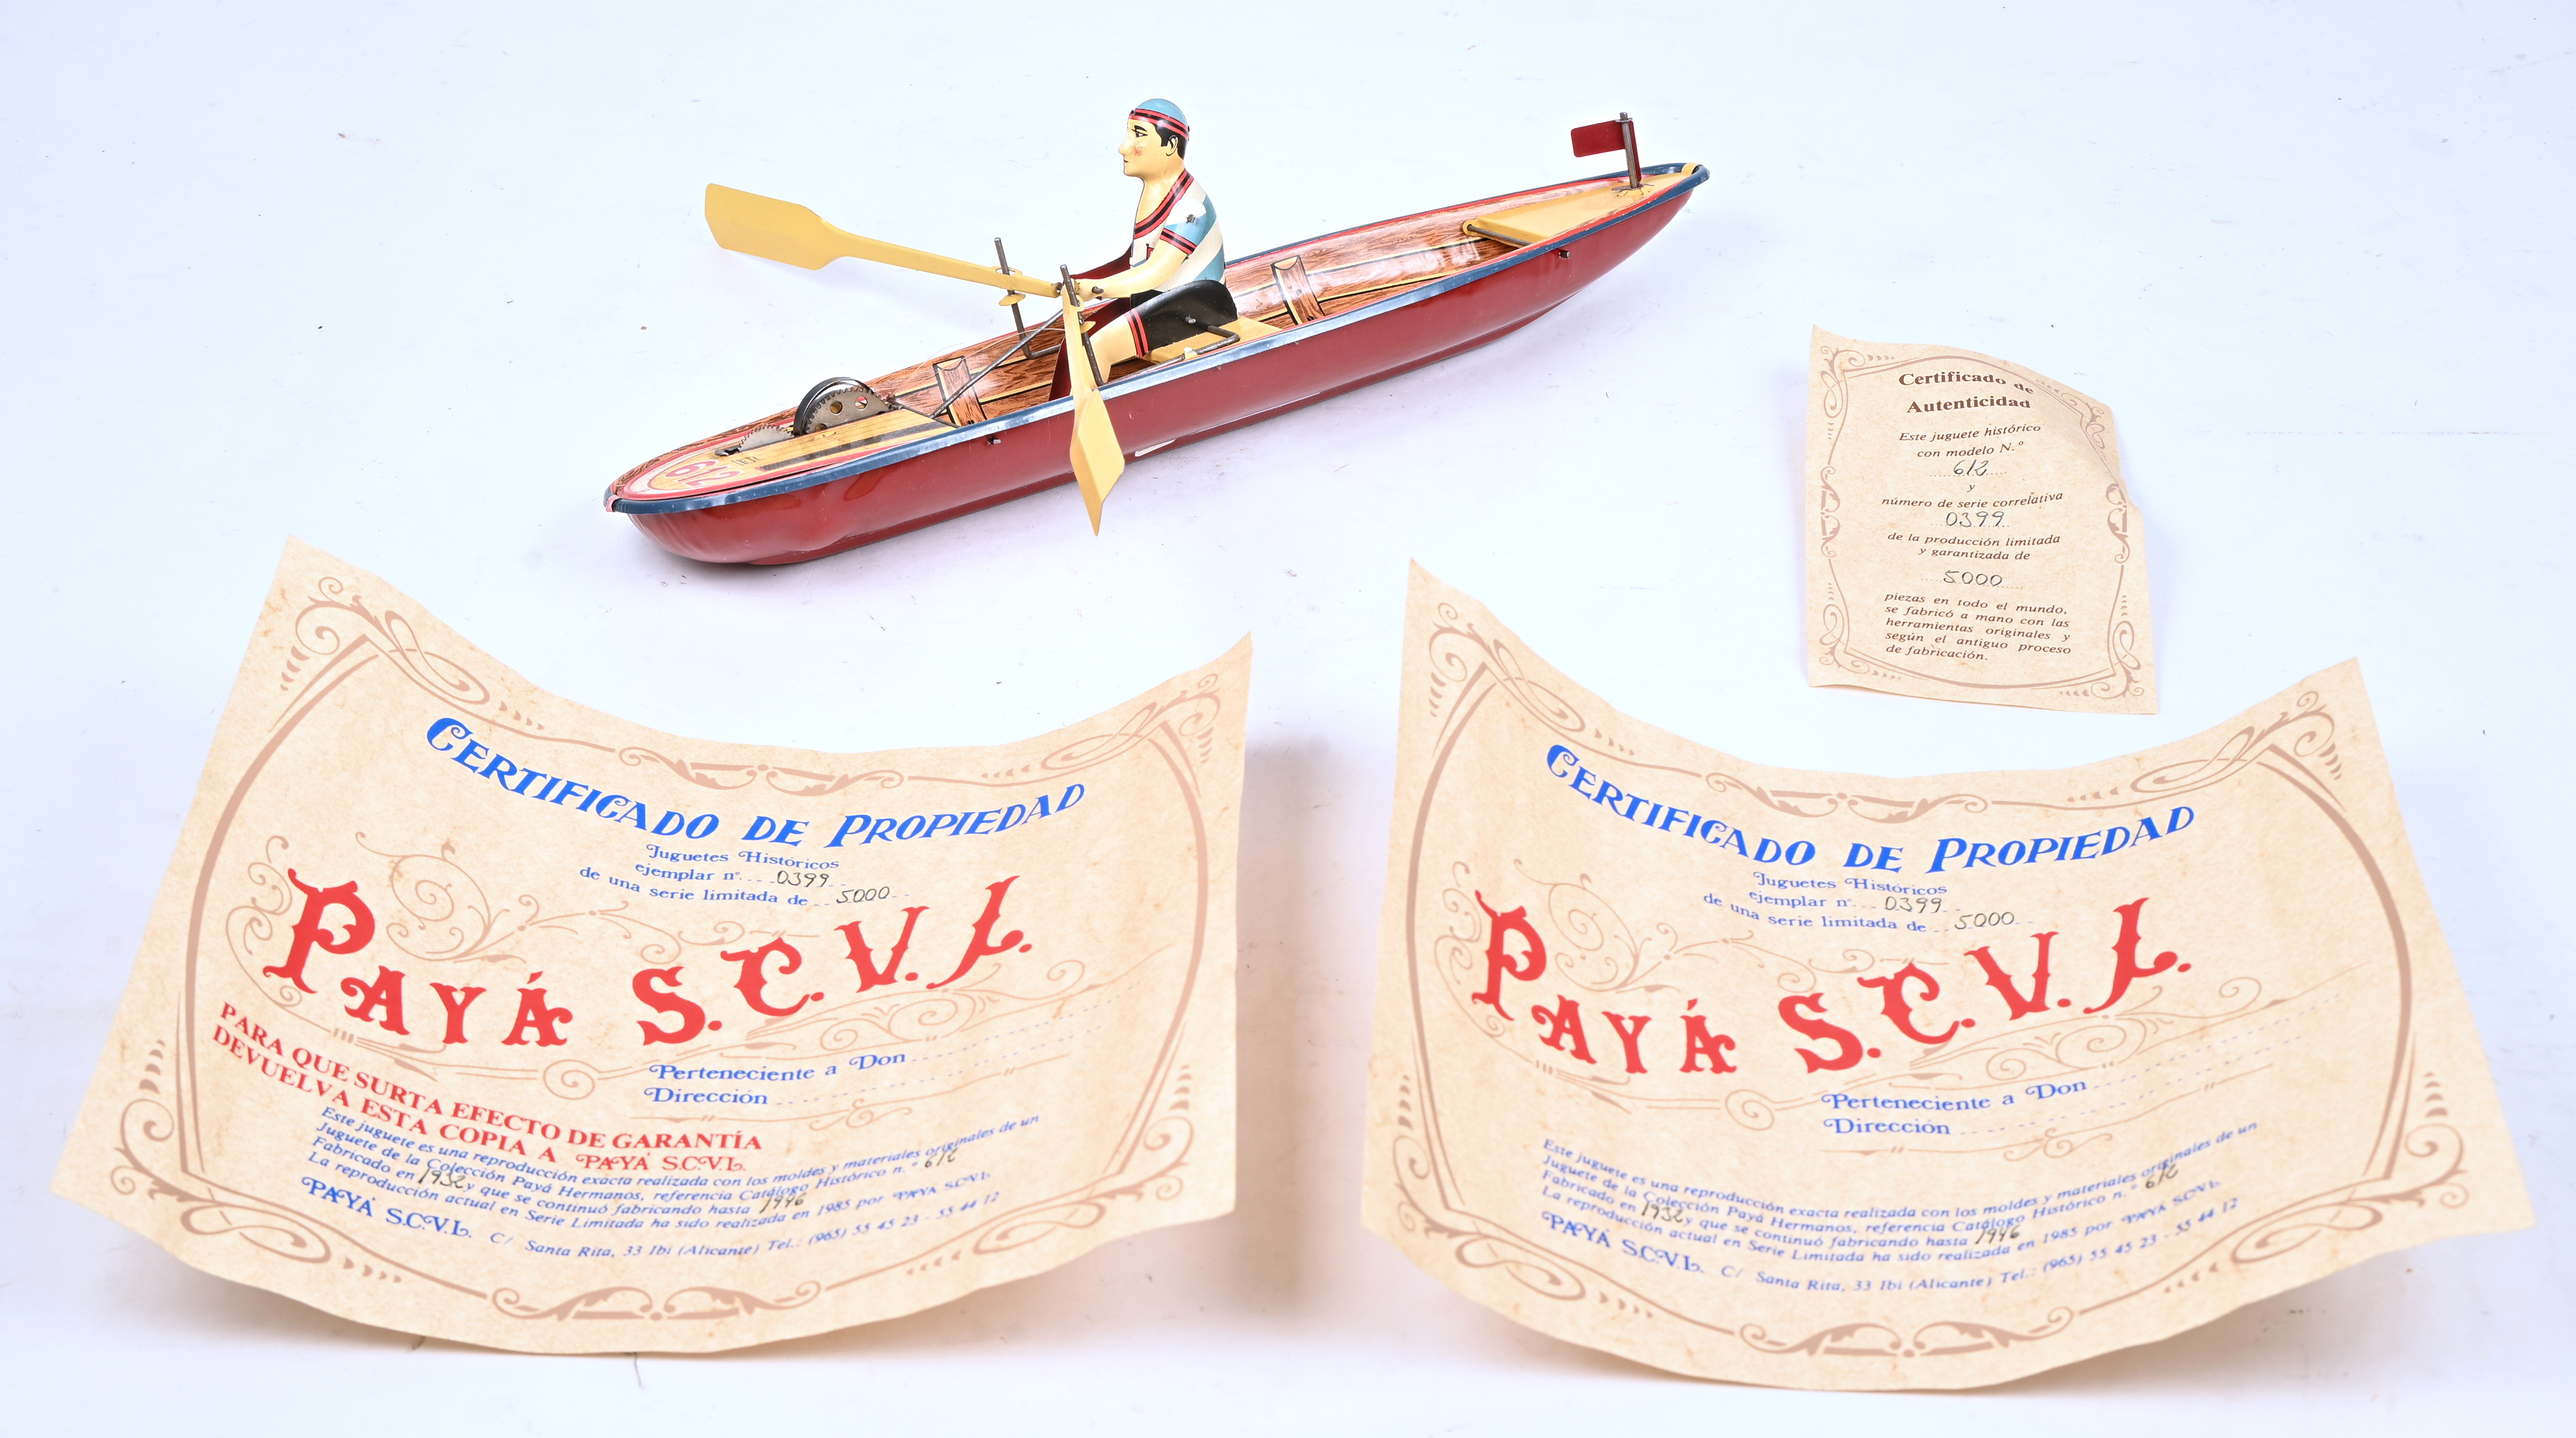 612
Certificado de
Autenticidad
Este juguete histórico
con modelo N.º
612
y
número de serie correlativa
0399
de la producción limitada
y garantizada de
5000
piezas en todo el mundo,
se fabricó a mano con las
herramientas originales y
según el antiguo proceso
de fabricación.
CERTIFICADO DE PROPIEDAD
Juguetes Históricos
ejemplar nº 0399
de una serie limitada de 5000
PAYÁ S.C.V.L.
Perteneciente a Don
Dirección
PARA QUE SURTA EFECTO DE GARANTÍA
DEVUELVA ESTA COPIA A PAYÁ S.C.V.L.
Este juguete es una reproducción exacta realizada con los moldes y materiales originales de un
Juguete de la Colección Payá Hermanos, referencia Catálogo Histórico n.º 612
Fabricado en 1932 y que se continuó fabricando hasta 1946
La reproducción actual en Serie Limitada ha sido realizada en 1985 por PAYÁ S.C.V.L.
PAYÁ S.C.V.L. C/ Santa Rita, 33 Ibi (Alicante) Tel.: (965) 55 45 23 - 55 44 12
CERTIFICADO DE PROPIEDAD
Juguetes Históricos
ejemplar nº 0399
de una serie limitada de 5000
PAYÁ S.C.V.L.
Perteneciente a Don
Dirección
Este juguete es una reproducción exacta realizada con los moldes y materiales originales de un
Juguete de la Colección Payá Hermanos, referencia Catálogo Histórico n.º 612
Fabricado en 1932 y que se continuó fabricando hasta 1946
La reproducción actual en Serie Limitada ha sido realizada en 1985 por PAYÁ S.C.V.L.
PAYÁ S.C.V.L. C/ Santa Rita, 33 Ibi (Alicante) Tel.: (965) 55 45 23 - 55 44 12